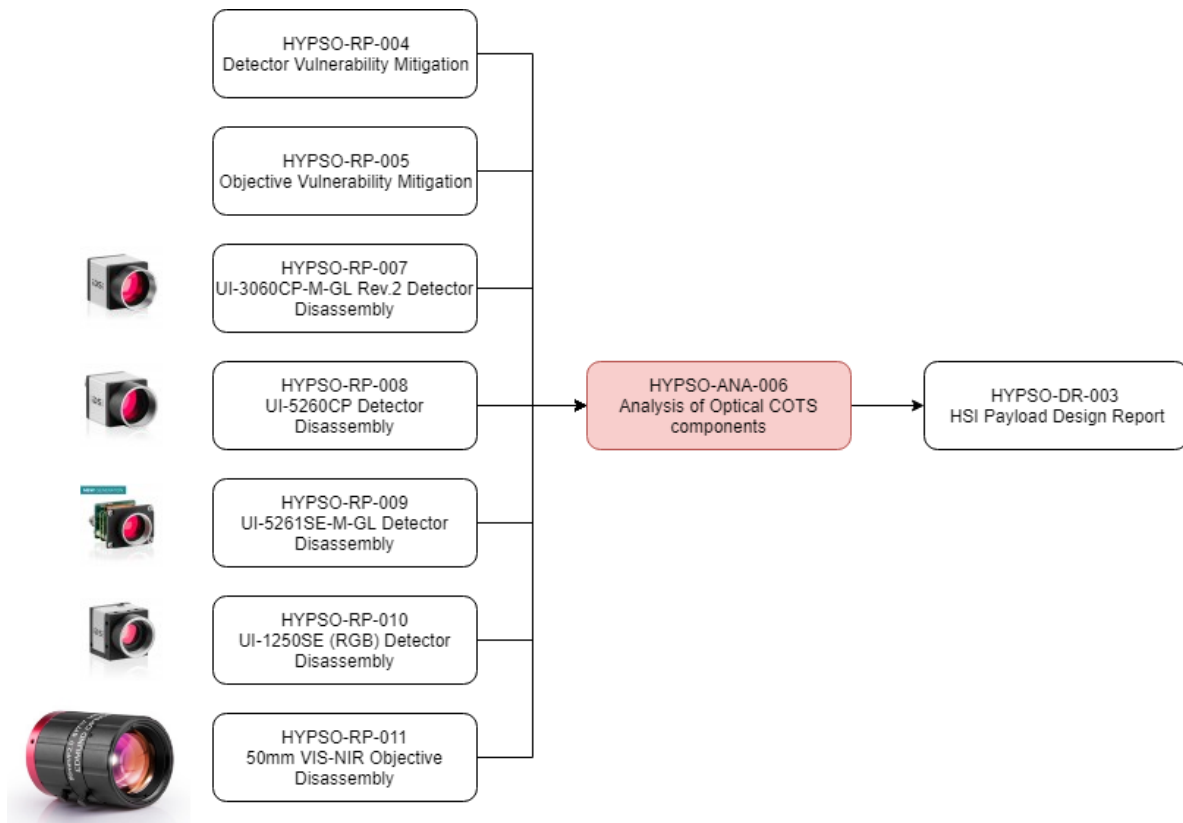 HYPSO-RP-004
Detector Vulnerability Mitigation
HYPSO-RP-005
Objective Vulnerability Mitigation
HYPSO-RP-007
UI-3060CP-M-GL Rev.2 Detector
Disassembly
HYPSO-RP-008
UI-5260CP Detector
Disassembly
HYPSO-RP-009
UI-5261SE-M-GL Detector
Disassembly
HYPSO-RP-010
UI-1250SE (RGB) Detector
Disassembly
HYPSO-RP-011
50mm VIS-NIR Objective
Disassembly
HYPSO-ANA-006
Analysis of Optical COTS
components
HYPSO-DR-003
HSI Payload Design Report